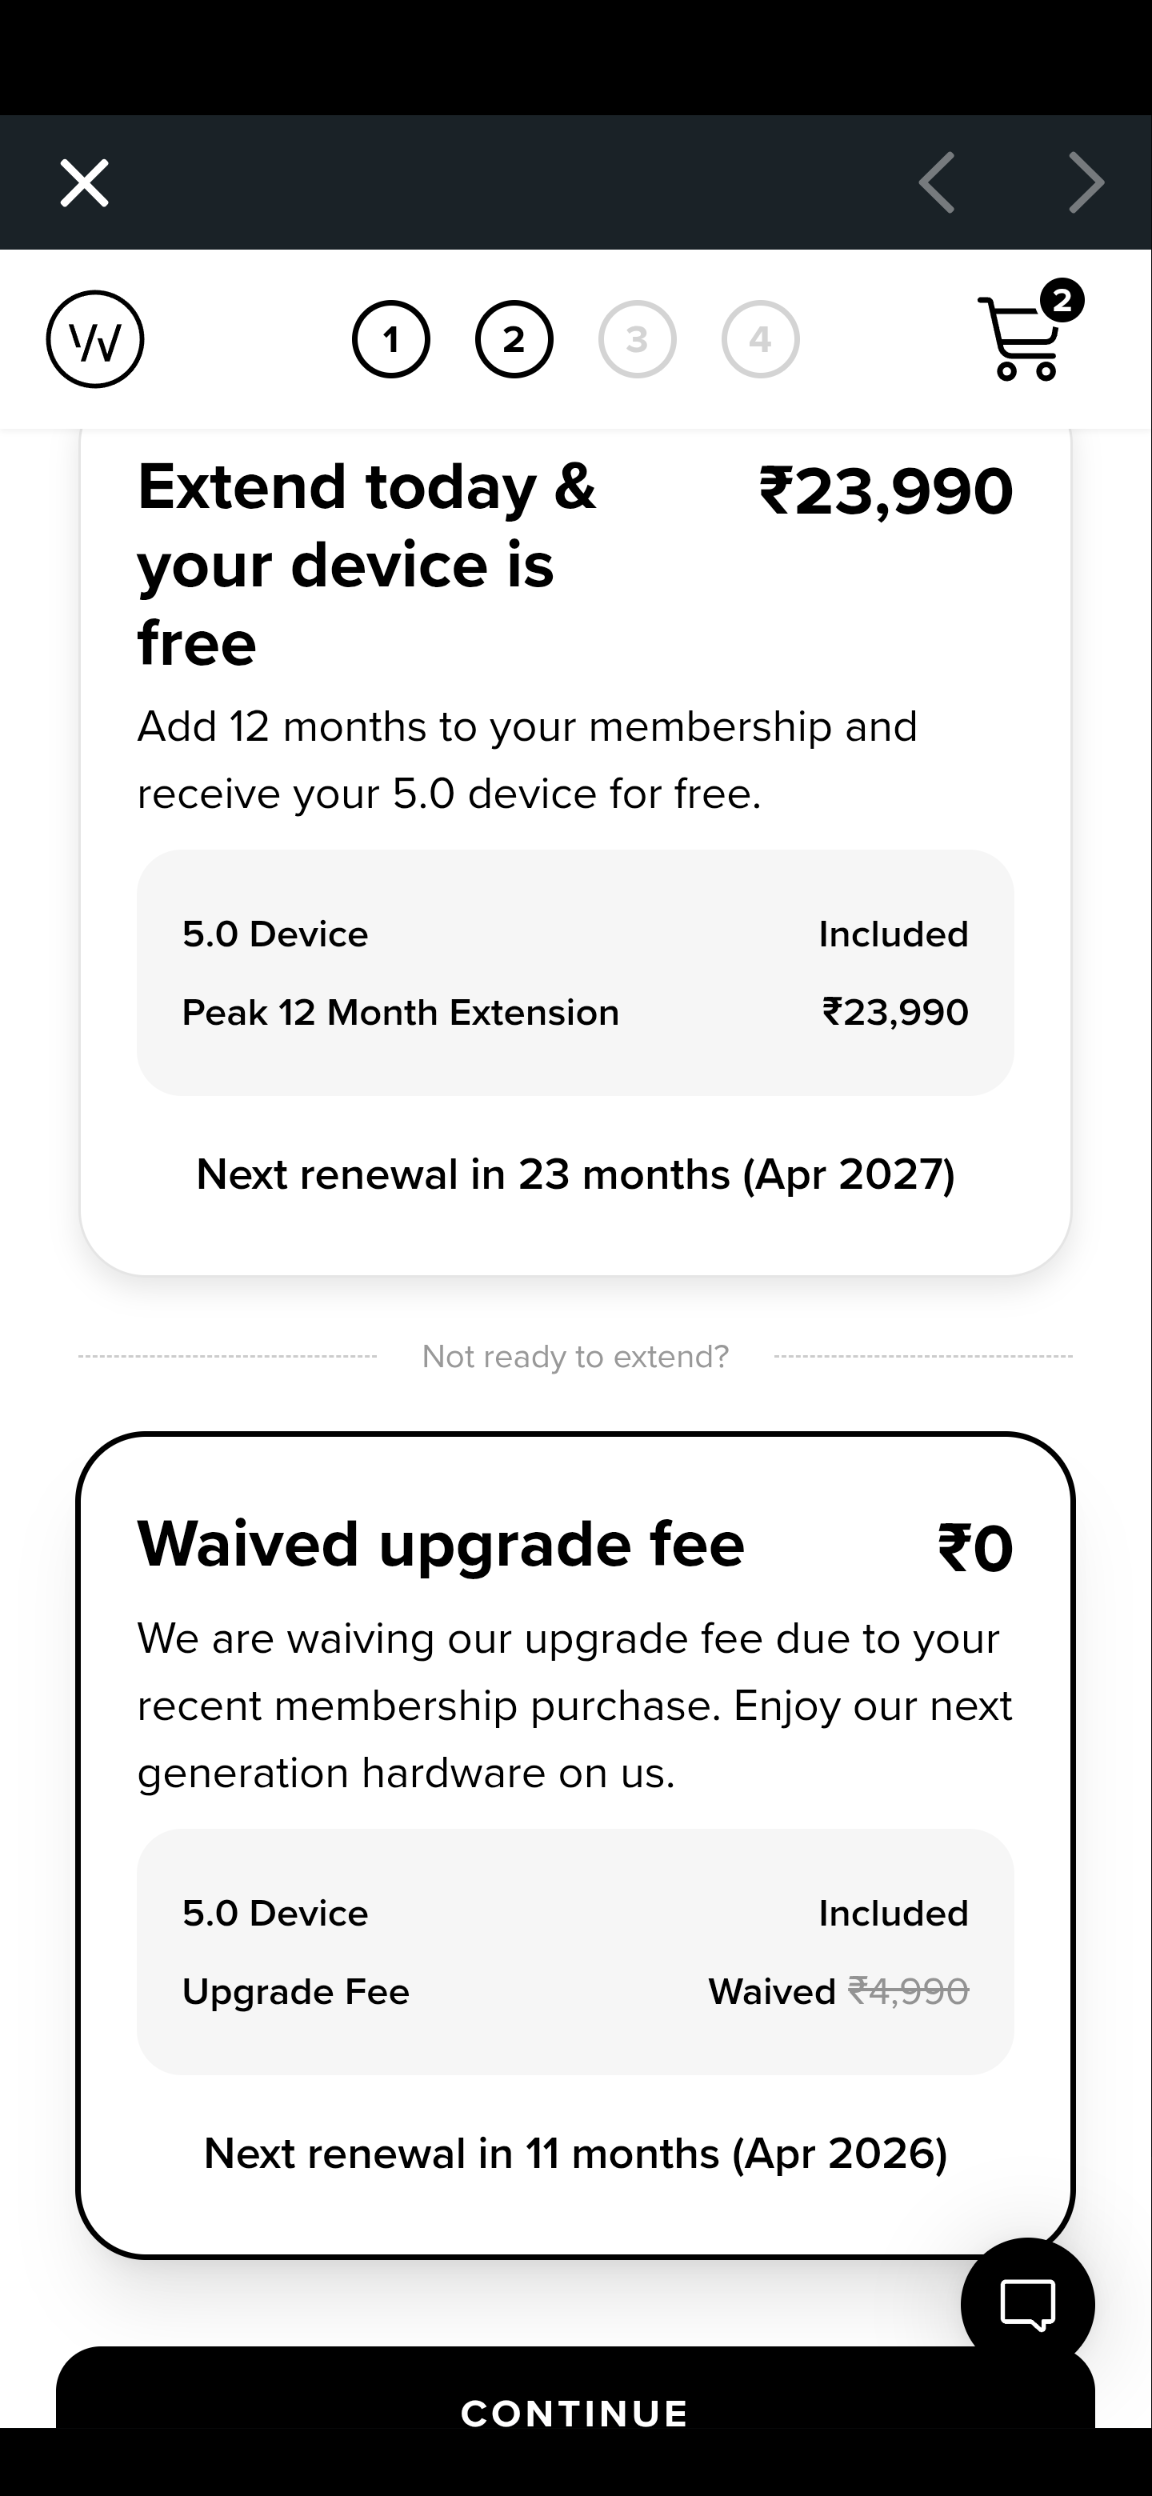 W
1 2 3 4
2
Extend today & ₹23,990
your device is
free
Add 12 months to your membership and
receive your 5.0 device for free.
5.0 Device Included
Peak 12 Month Extension ₹23,990
Next renewal in 23 months (Apr 2027)
Not ready to extend?
Waived upgrade fee ₹0
We are waiving our upgrade fee due to your
recent membership purchase. Enjoy our next
generation hardware on us.
5.0 Device Included
Upgrade Fee Waived ₹4,990
Next renewal in 11 months (Apr 2026)
CONTINUE